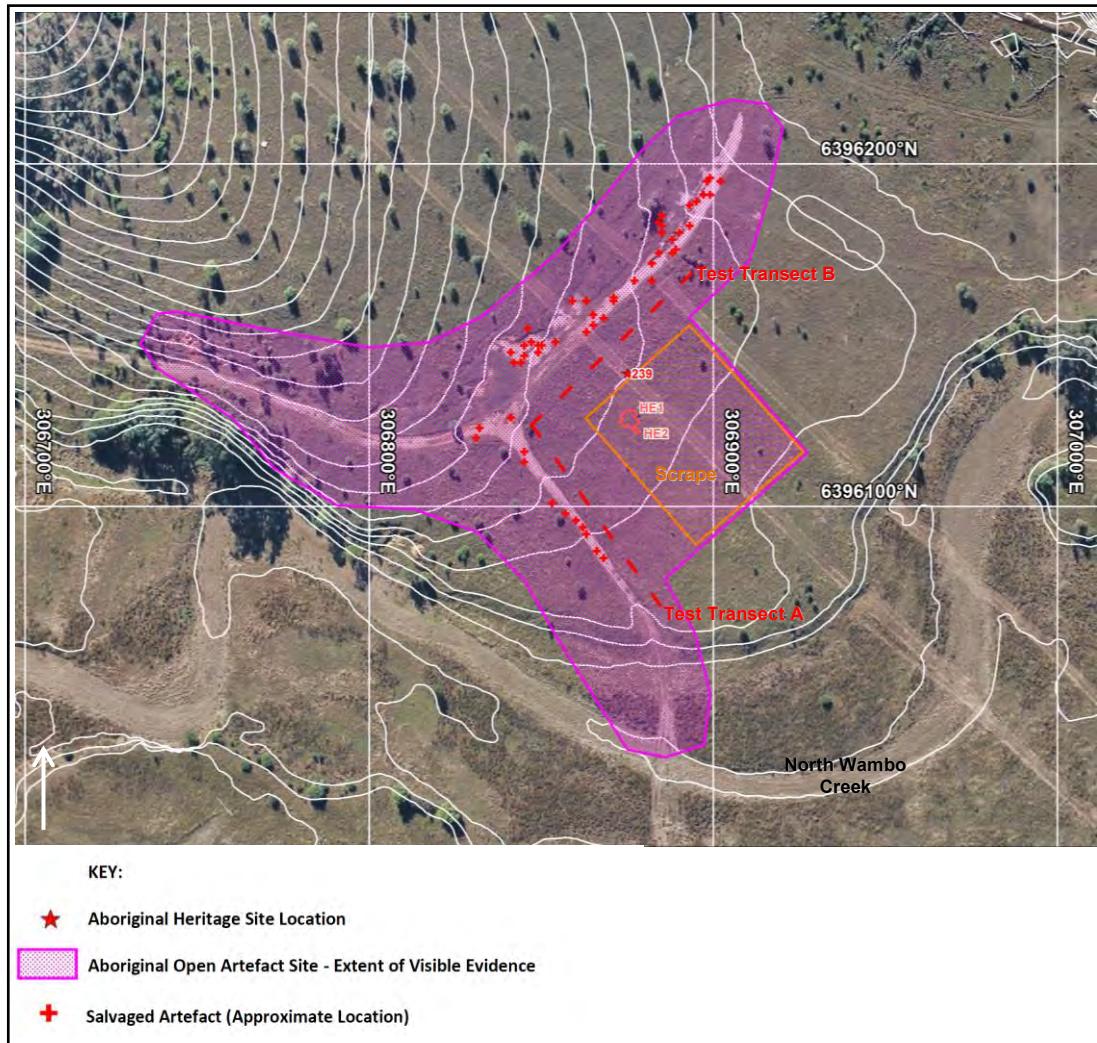 6396200°N
Test Transect B
239
HE1
HE2
306700°E
306800°E
306900°E
307000°E
Scrape
6396100°N
Test Transect A
North Wambo
Creek
KEY:
Aboriginal Heritage Site Location
Aboriginal Open Artefact Site - Extent of Visible Evidence
Salvaged Artefact (Approximate Location)